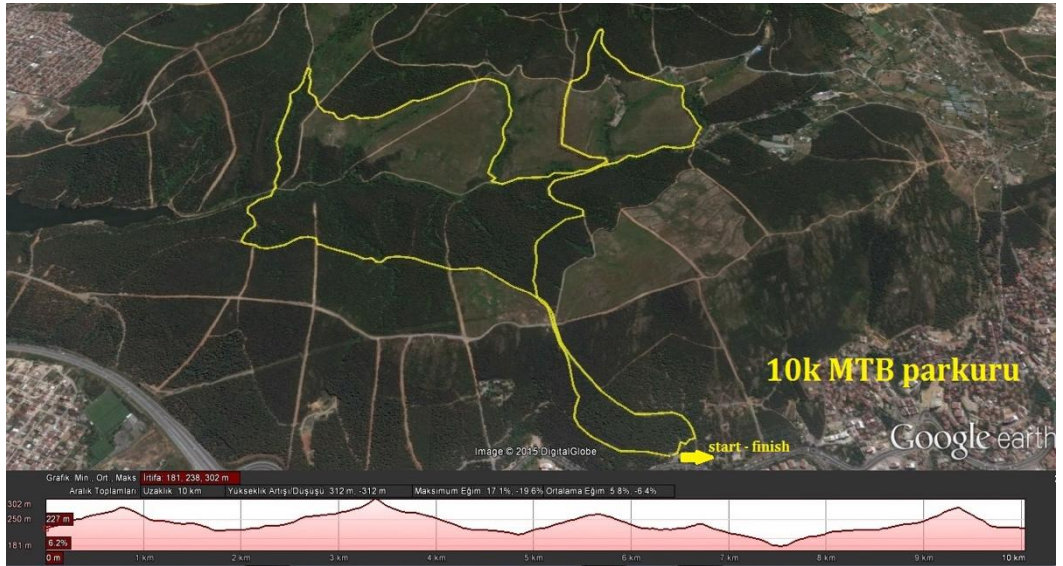 10k MTB parkuru
start - finish
Image © 2015 DigitalGlobe
Google earth
Grafik: Min , Ort , Maks İrtifa: 181, 238, 302 m
Aralık Toplamları: Uzaklık: 10 km Yükseklik Artışı/Düşüşü: 312 m, -312 m Maksimum Eğim: 17.1%, -19.6% Ortalama Eğim: 5.8%, -6.4%
302 m
250 m
227 m
181 m
6.2%
0 m 1 km 2 km 3 km 4 km 5 km 6 km 7 km 8 km 9 km 10 km